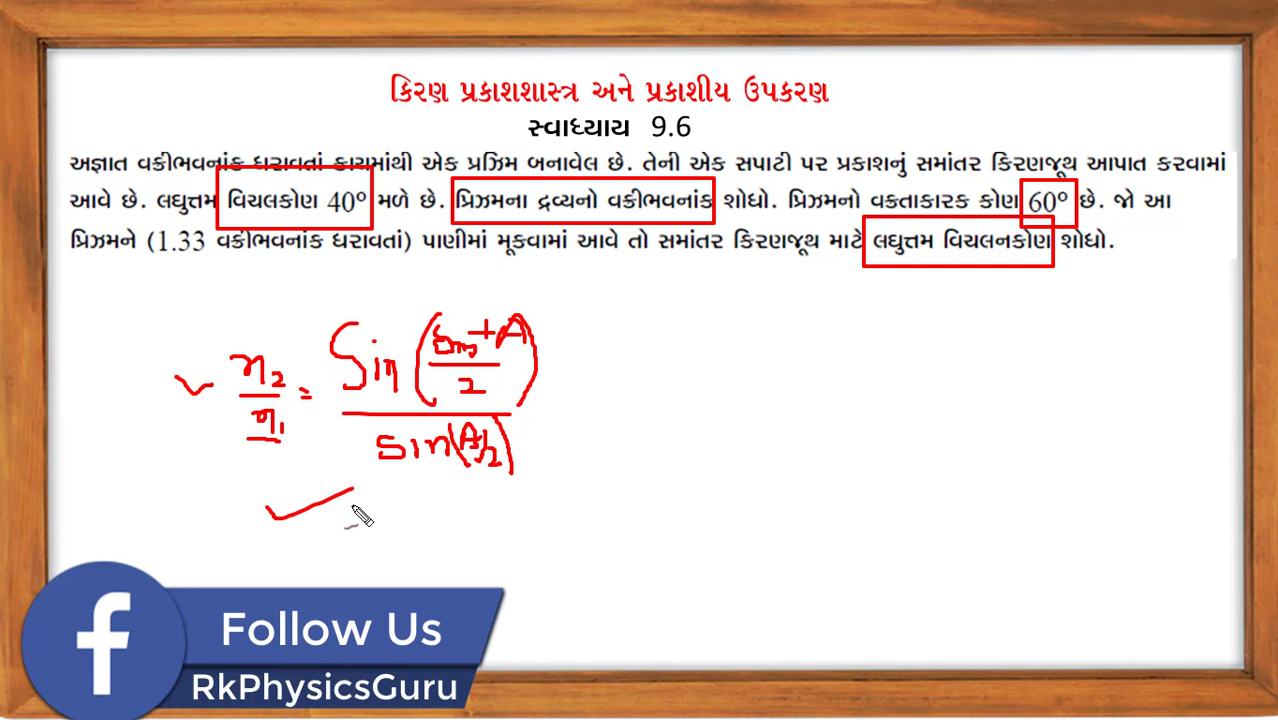 કિરણ પ્રકાશશાસ્ત્ર અને પ્રકાશીય ઉપકરણ
સ્વાધ્યાય 9.6
અજ્ઞાત વક્રીભવનાંક ધરાવતાં કાચમાંથી એક પ્રિઝમ બનાવેલ છે. તેની એક સપાટી પર પ્રકાશનું સમાંતર કિરણજૂથ આપાત કરવામાં
આવે છે. લઘુત્તમ વિચલકોણ 40° મળે છે. પ્રિઝમના દ્રવ્યનો વક્રીભવનાંક શોધો. પ્રિઝમનો વક્રતાકારક કોણ 60° છે. જો આ
પ્રિઝમને (1.33 વક્રીભવનાંક ધરાવતાં) પાણીમાં મૂકવામાં આવે તો સમાંતર કિરણજૂથ માટે લઘુત્તમ વિચલનકોણ શોધો.
n₂/n₁ = Sin((δm+A)/2) / sin(A/2)
Follow Us
RkPhysicsGuru